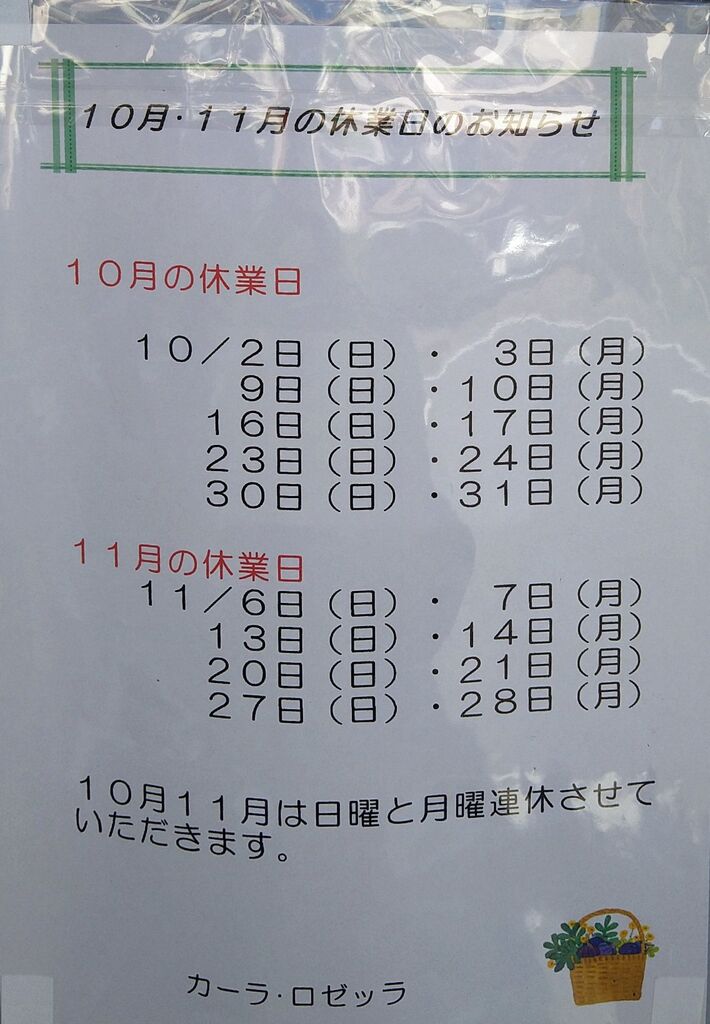 １０月･１１月の休業日のお知らせ
１０月の休業日
１０／２日（日）・　３日（月）
９日（日）・１０日（月）
１６日（日）・１７日（月）
２３日（日）・２４日（月）
３０日（日）・３１日（月）
１１月の休業日
１１／６日（日）・　７日（月）
１３日（日）・１４日（月）
２０日（日）・２１日（月）
２７日（日）・２８日（月）
１０月１１月は日曜と月曜連休させて
いただきます。
カーラ･ロゼッラ